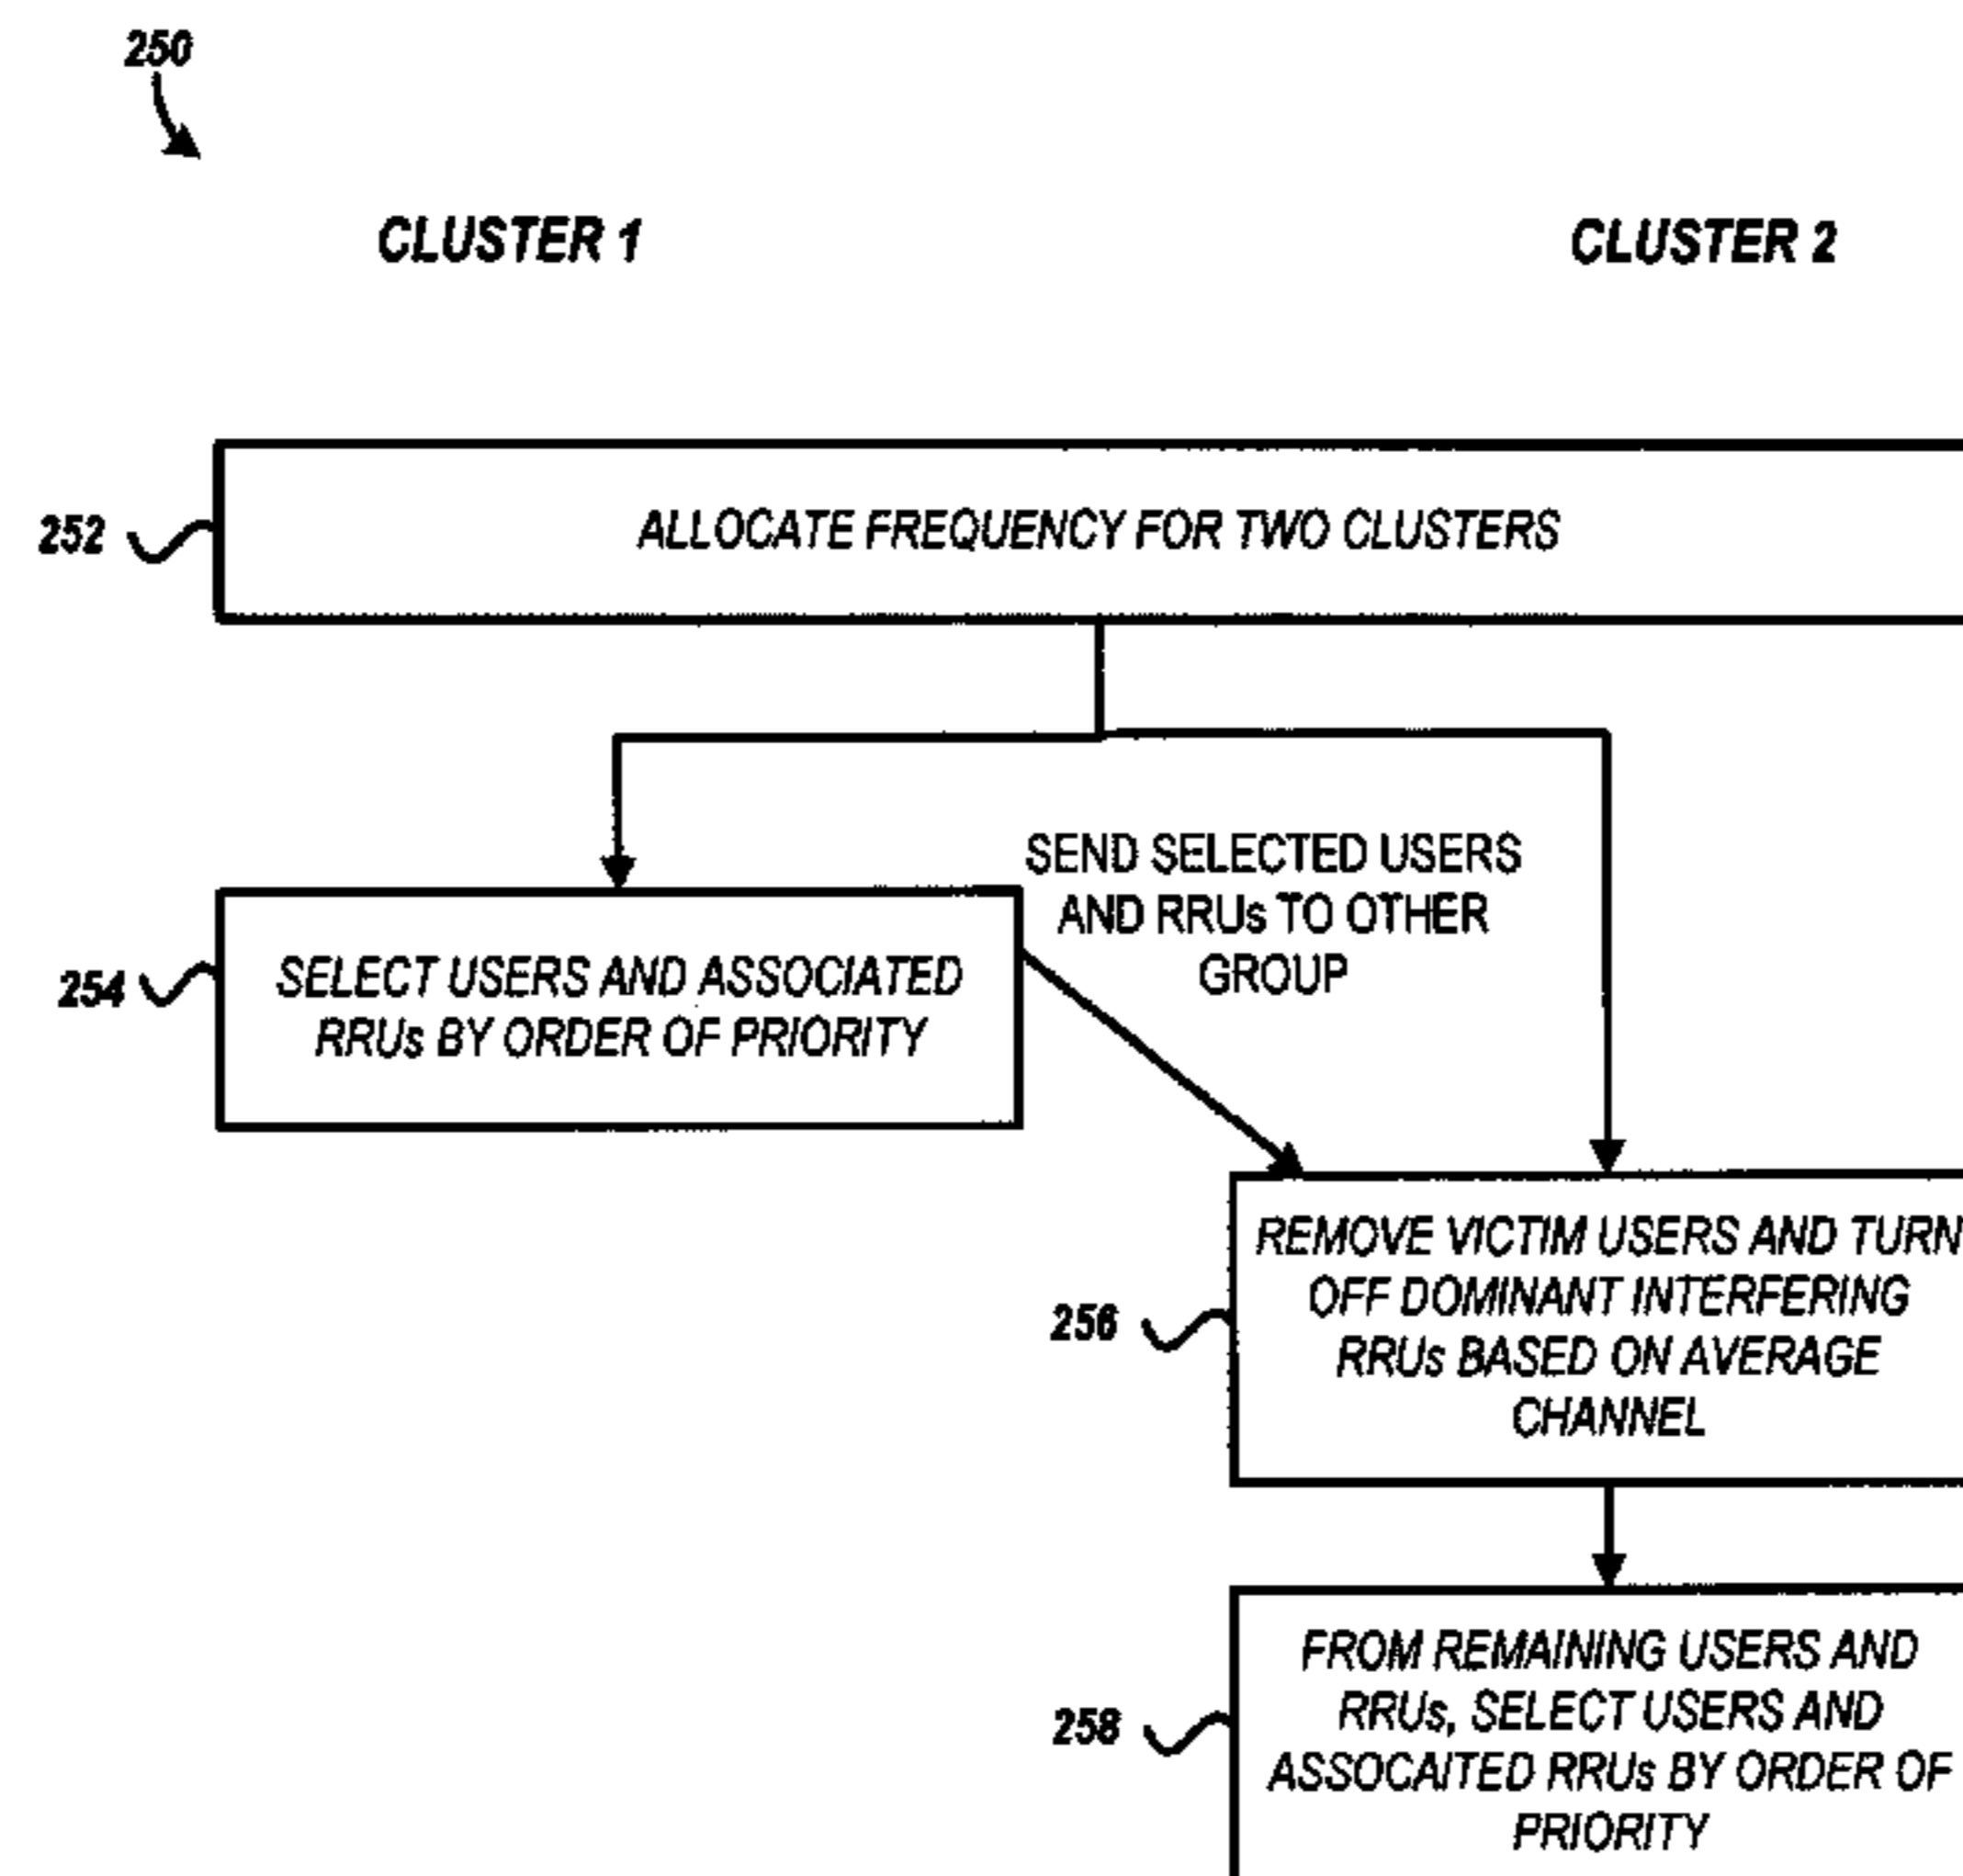 250
CLUSTER 1
CLUSTER 2
252
ALLOCATE FREQUENCY FOR TWO CLUSTERS
SEND SELECTED USERS
AND RRUs TO OTHER
GROUP
254
SELECT USERS AND ASSOCIATED
RRUs BY ORDER OF PRIORITY
REMOVE VICTIM USERS AND TURN
OFF DOMINANT INTERFERING
RRUs BASED ON AVERAGE
CHANNEL
256
FROM REMAINING USERS AND
RRUs, SELECT USERS AND
ASSOCAITED RRUs BY ORDER OF
PRIORITY
258